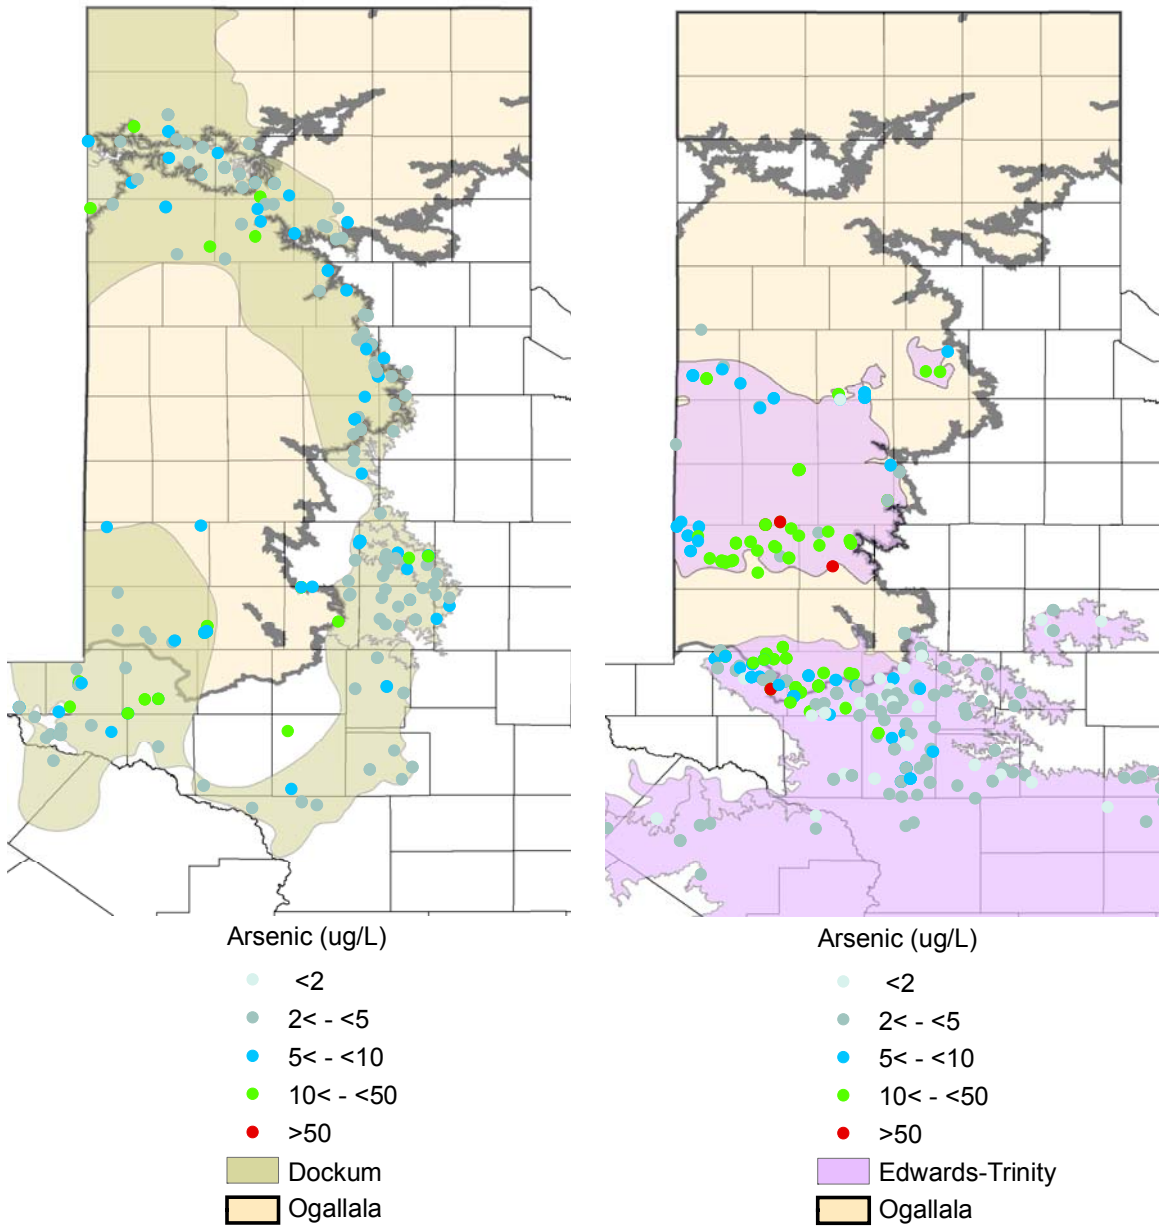 Arsenic (ug/L)
<2
2< - <5
5< - <10
10< - <50
>50
Dockum
Ogallala
Arsenic (ug/L)
<2
2< - <5
5< - <10
10< - <50
>50
Edwards-Trinity
Ogallala